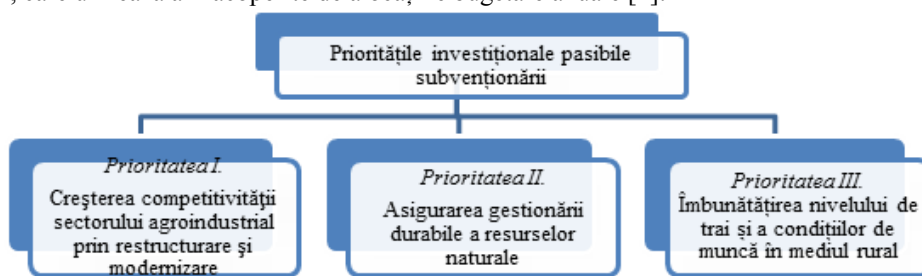 Prioritățile investiționale pasibile
subvenționării
Prioritatea I.
Creşterea competitivităţii
sectorului agroindustrial
prin restructurare şi
modernizare
Prioritatea II.
Asigurarea gestionării
durabile a resurselor
naturale
Prioritatea III.
Îmbunătățirea nivelului de
trai și a condițiilor de
muncă în mediul rural